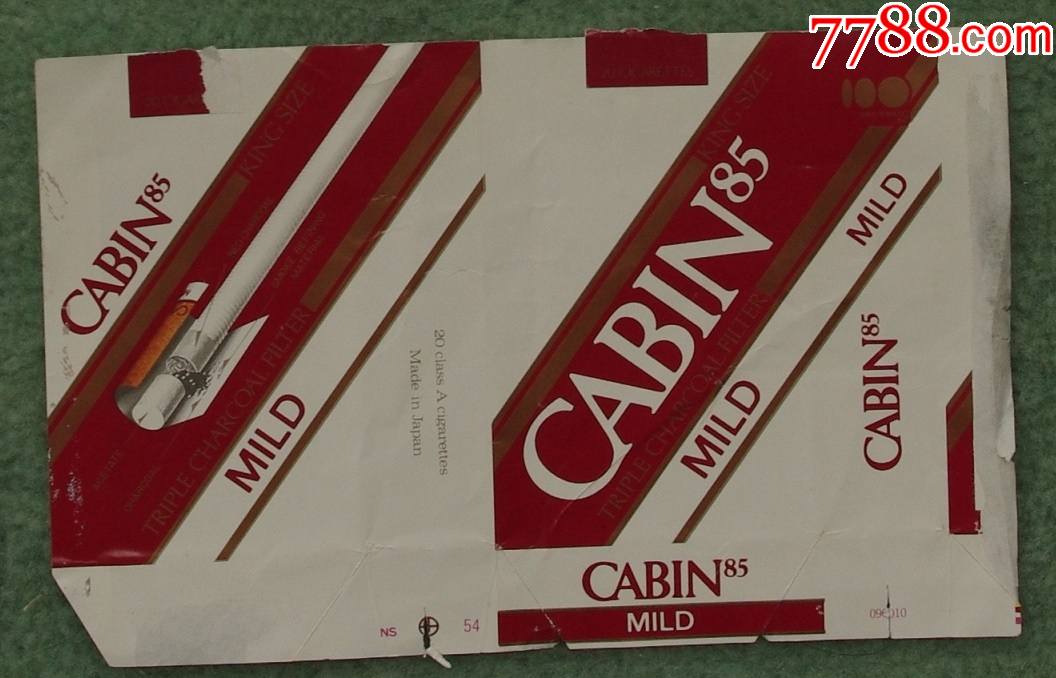 7788.com
CABIN85
KING-SIZE
TRIPLE CHARCOAL FILTER
MILD
20 class A cigarettes
Made in Japan
KING-SIZE
CABIN85
TRIPLE CHARCOAL FILTER
MILD
MILD
CABIN85
CABIN85
MILD
NS
54